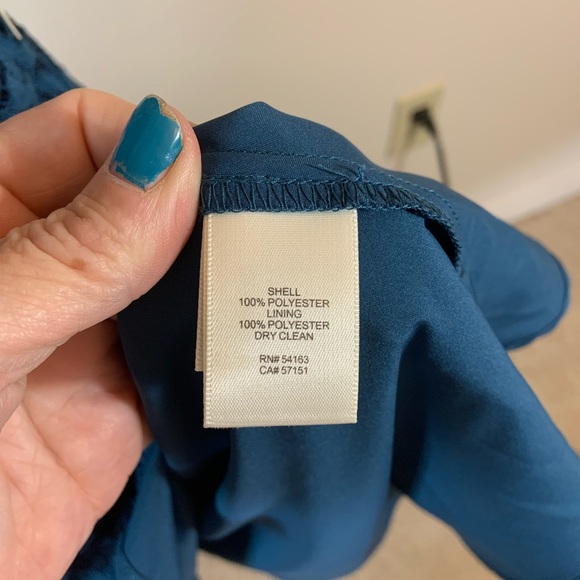 SHELL
100% POLYESTER
LINING
100% POLYESTER
DRY CLEAN
RN# 54163
CA# 57151